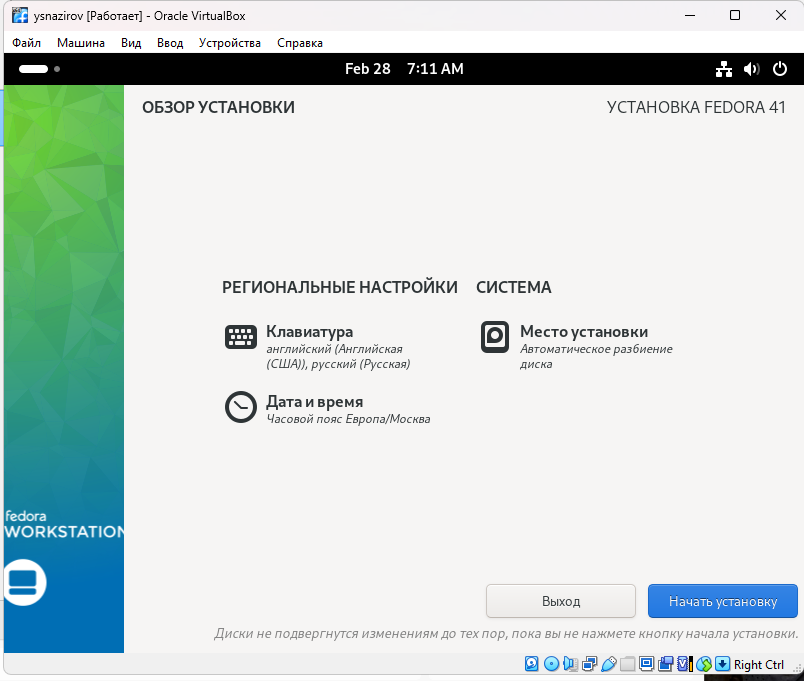 ysnazirov [Работает] - Oracle VirtualBox
Файл Машина Вид Ввод Устройства Справка
Feb 28 7:11 AM
ОБЗОР УСТАНОВКИ
УСТАНОВКА FEDORA 41
РЕГИОНАЛЬНЫЕ НАСТРОЙКИ
Клавиатура
английский (Английская
(США)), русский (Русская)
Дата и время
Часовой пояс Европа/Москва
СИСТЕМА
Место установки
Автоматическое разбиение
диска
fedora
WORKSTATION
Выход
Начать установку
Диски не подвергнутся изменениям до тех пор, пока вы не нажмете кнопку начала установки.
Right Ctrl